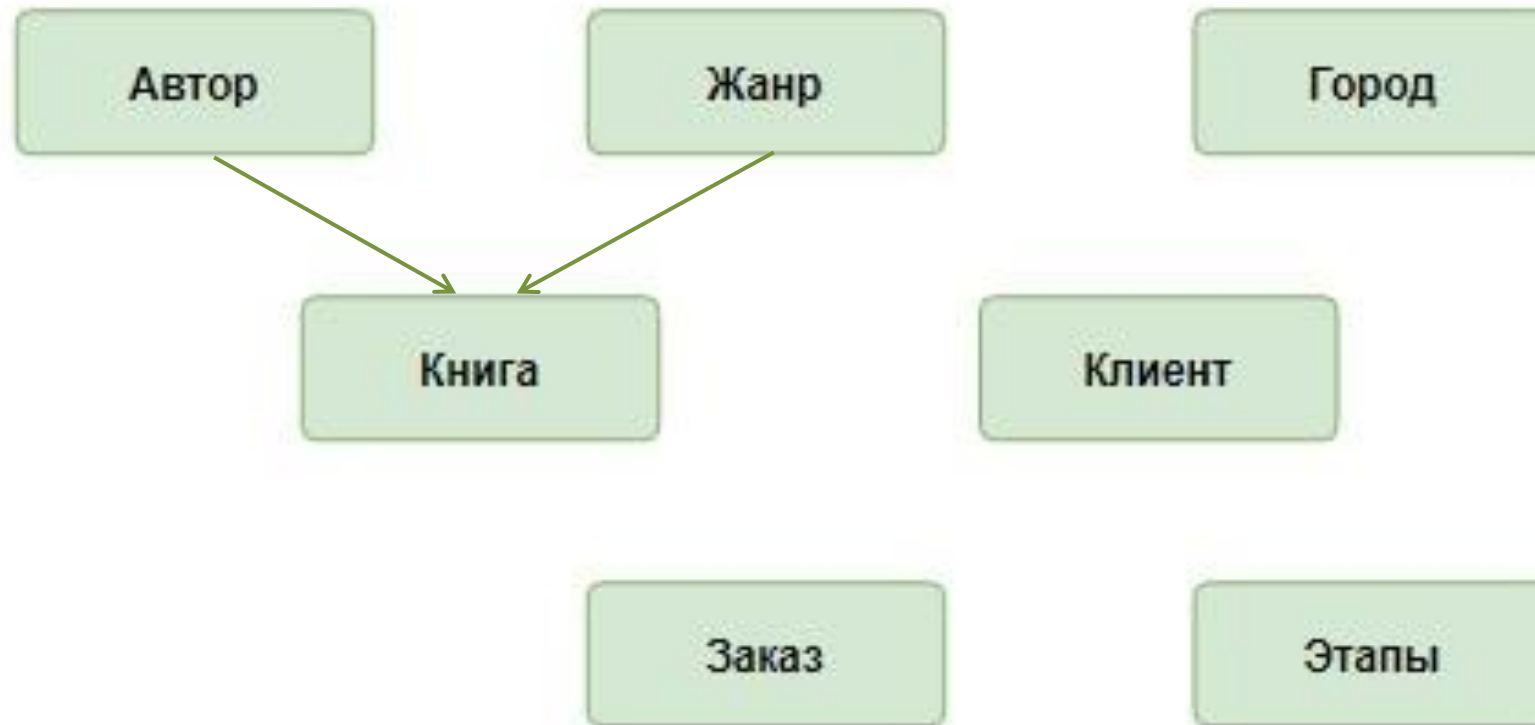 Автор
Жанр
Город
Книга
Клиент
Заказ
Этапы